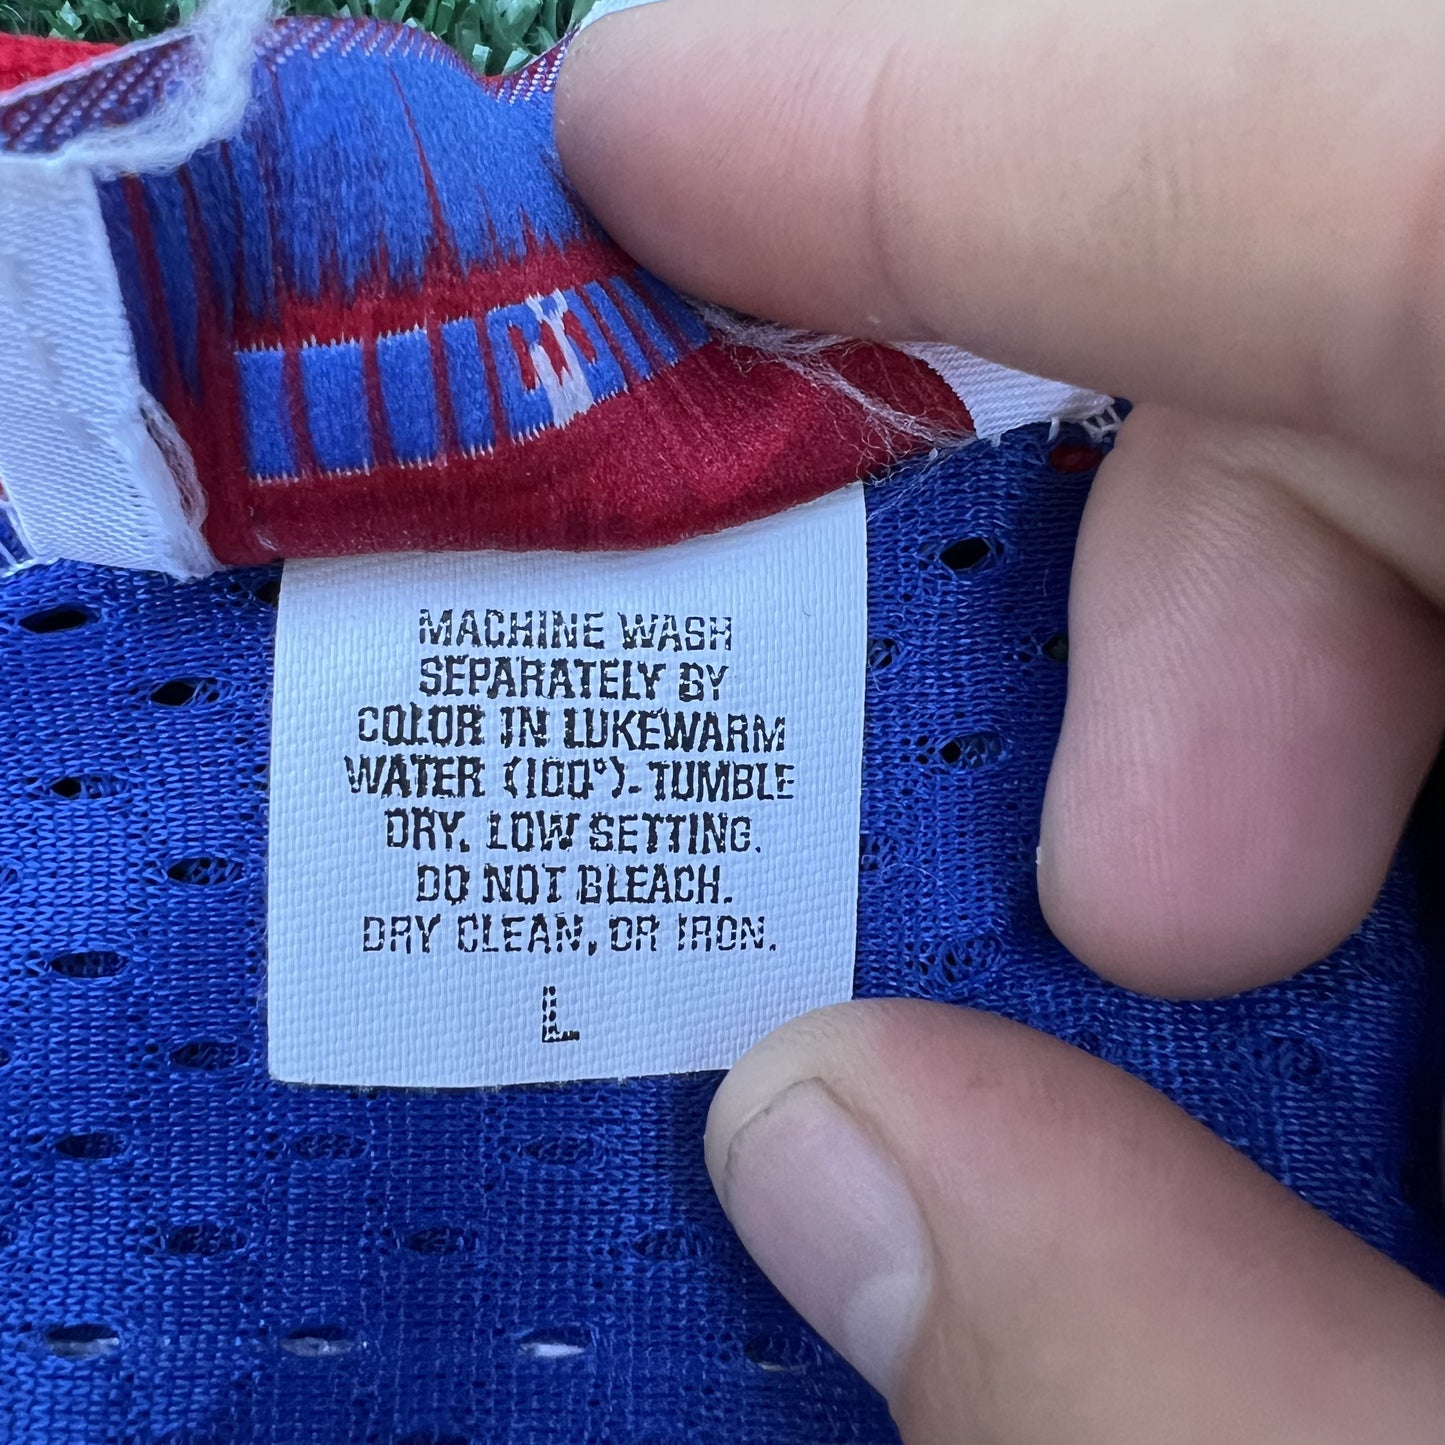 MACHINE WASH
SEPARATELY BY
COLOR IN LUKEWARM
WATER (100°)-TUMBLE
DRY. LOW SETTING.
DO NOT BLEACH.
DRY CLEAN, OR IRON.
L